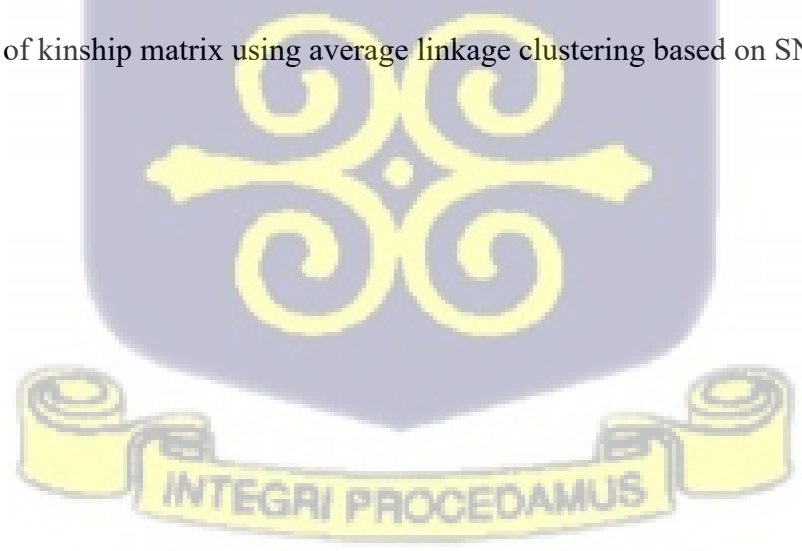 of kinship matrix using average linkage clustering based on SN
INTEGRI PROCEDAMUS